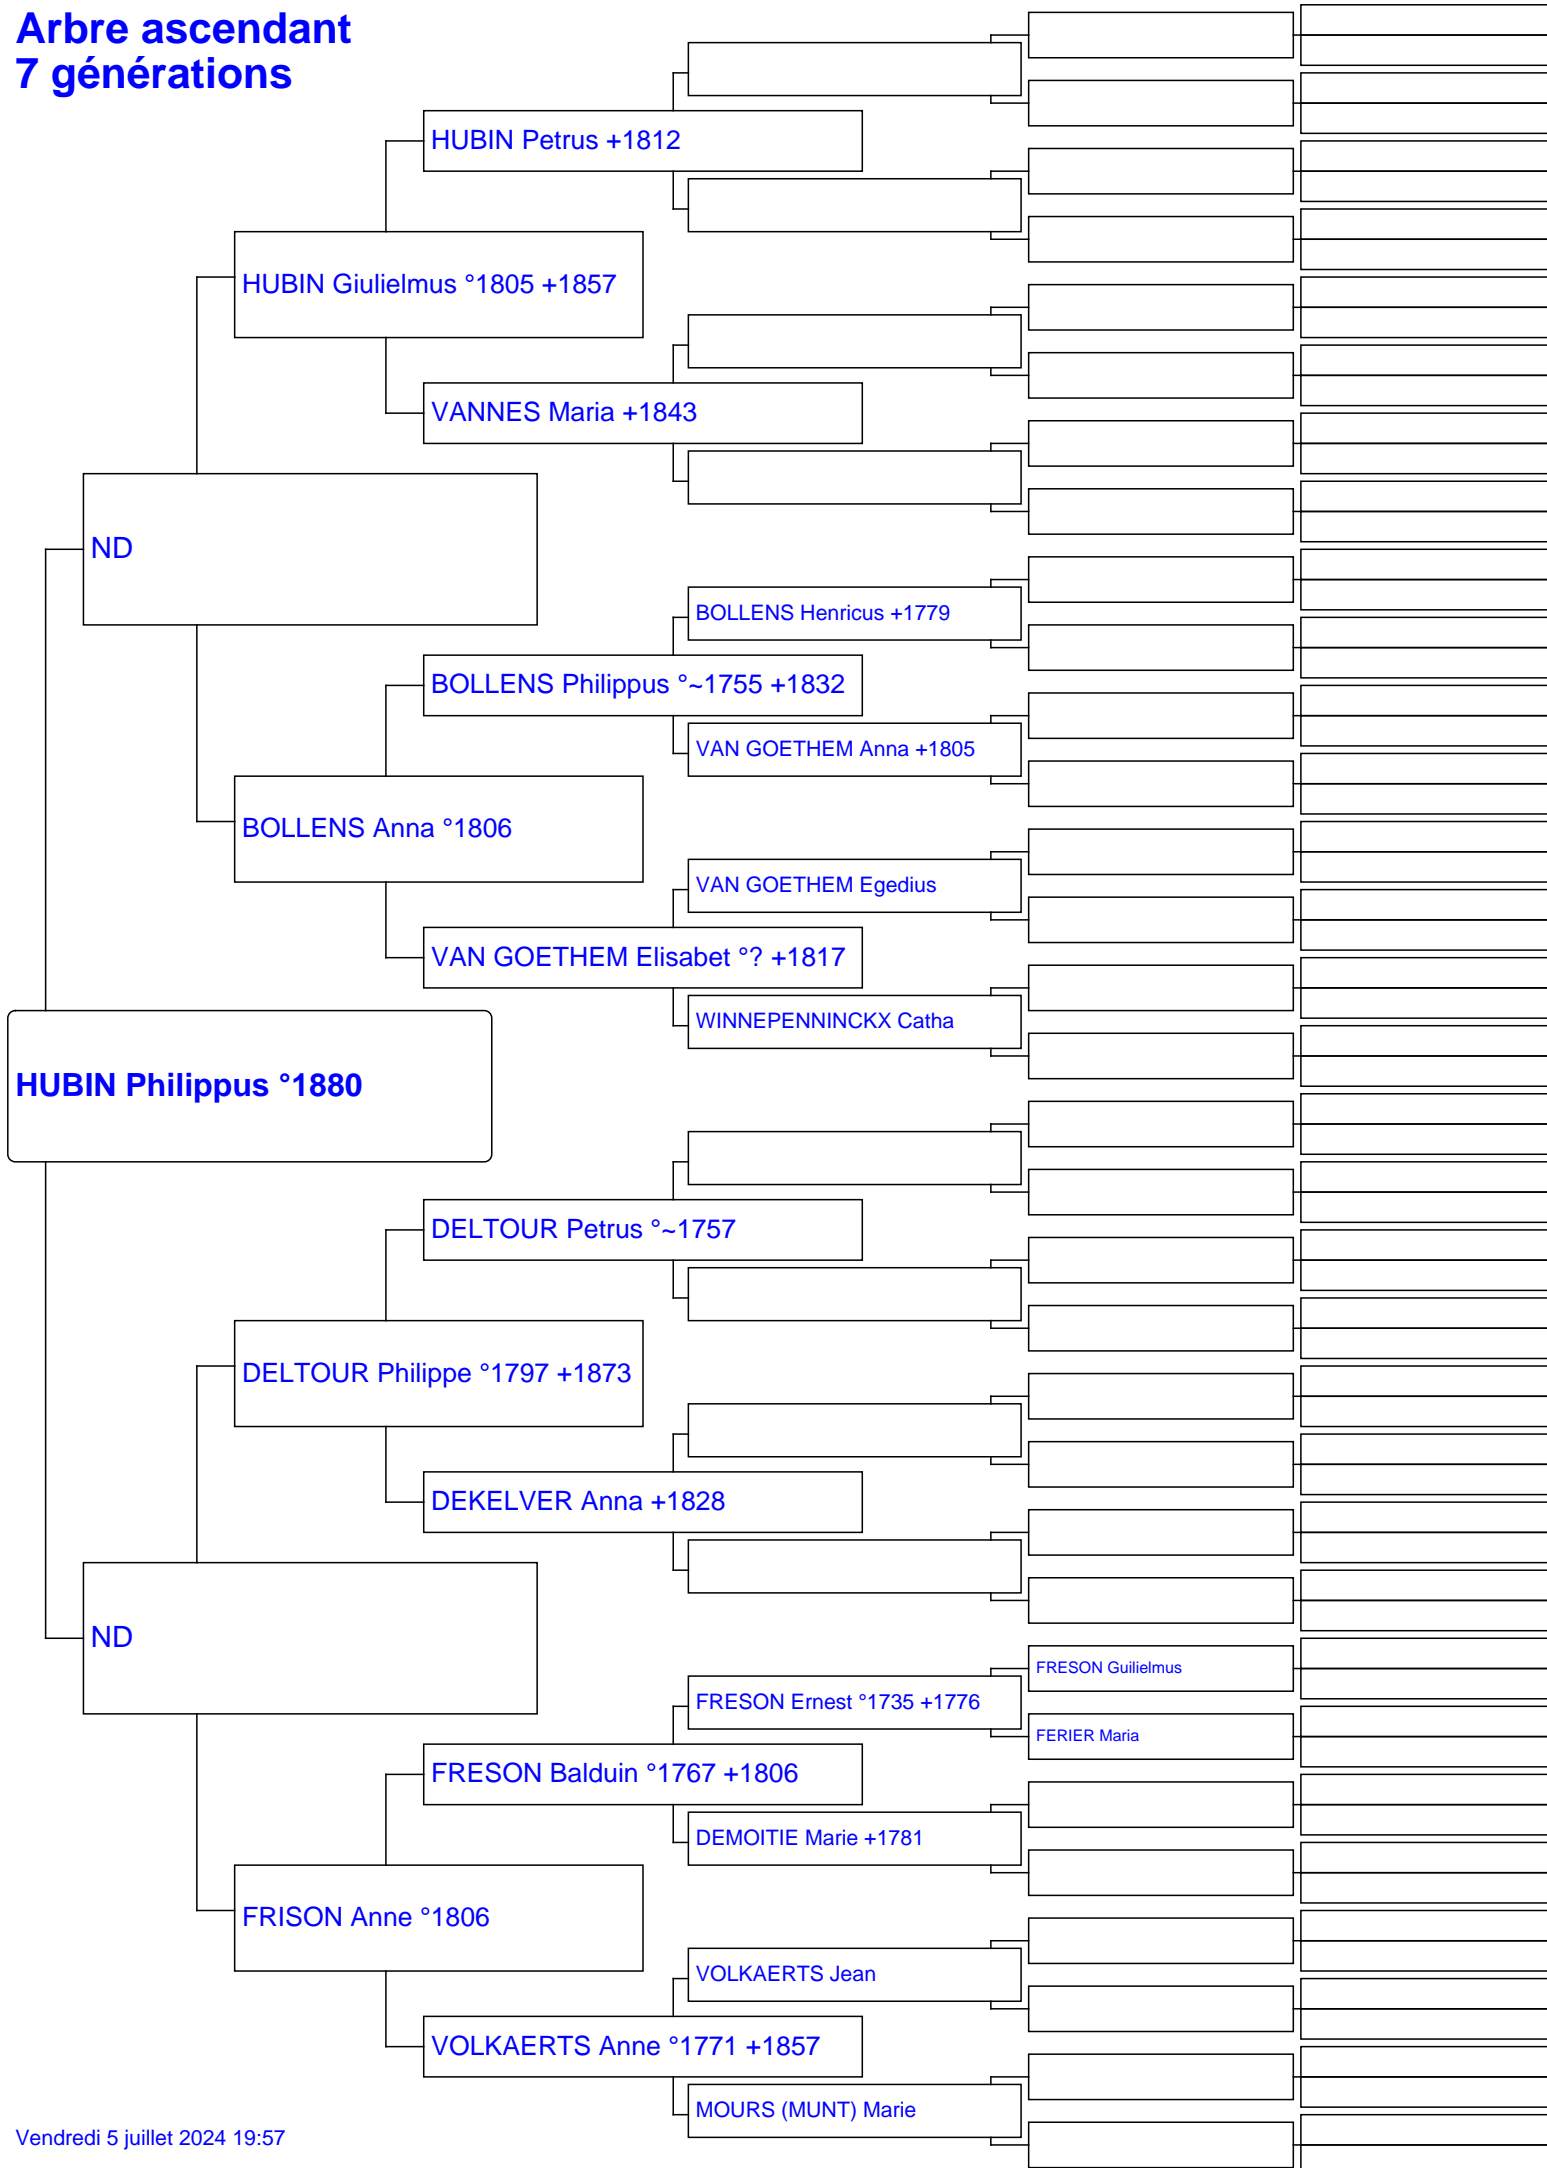 Arbre ascendant
7 générations
HUBIN Petrus +1812
HUBIN Giulielmus °1805 +1857
VANNES Maria +1843
ND
BOLLENS Henricus +1779
BOLLENS Philippus °~1755 +1832
VAN GOETHEM Anna +1805
BOLLENS Anna °1806
VAN GOETHEM Egedius
VAN GOETHEM Elisabet °? +1817
WINNEPENNINCKX Catha
HUBIN Philippus °1880
DELTOUR Petrus °~1757
DELTOUR Philippe °1797 +1873
DEKELVER Anna +1828
ND
FRESON Guilielmus
FRESON Ernest °1735 +1776
FERIER Maria
FRESON Balduin °1767 +1806
DEMOITIE Marie +1781
FRISON Anne °1806
VOLKAERTS Jean
VOLKAERTS Anne °1771 +1857
MOURS (MUNT) Marie
Vendredi 5 juillet 2024 19:57